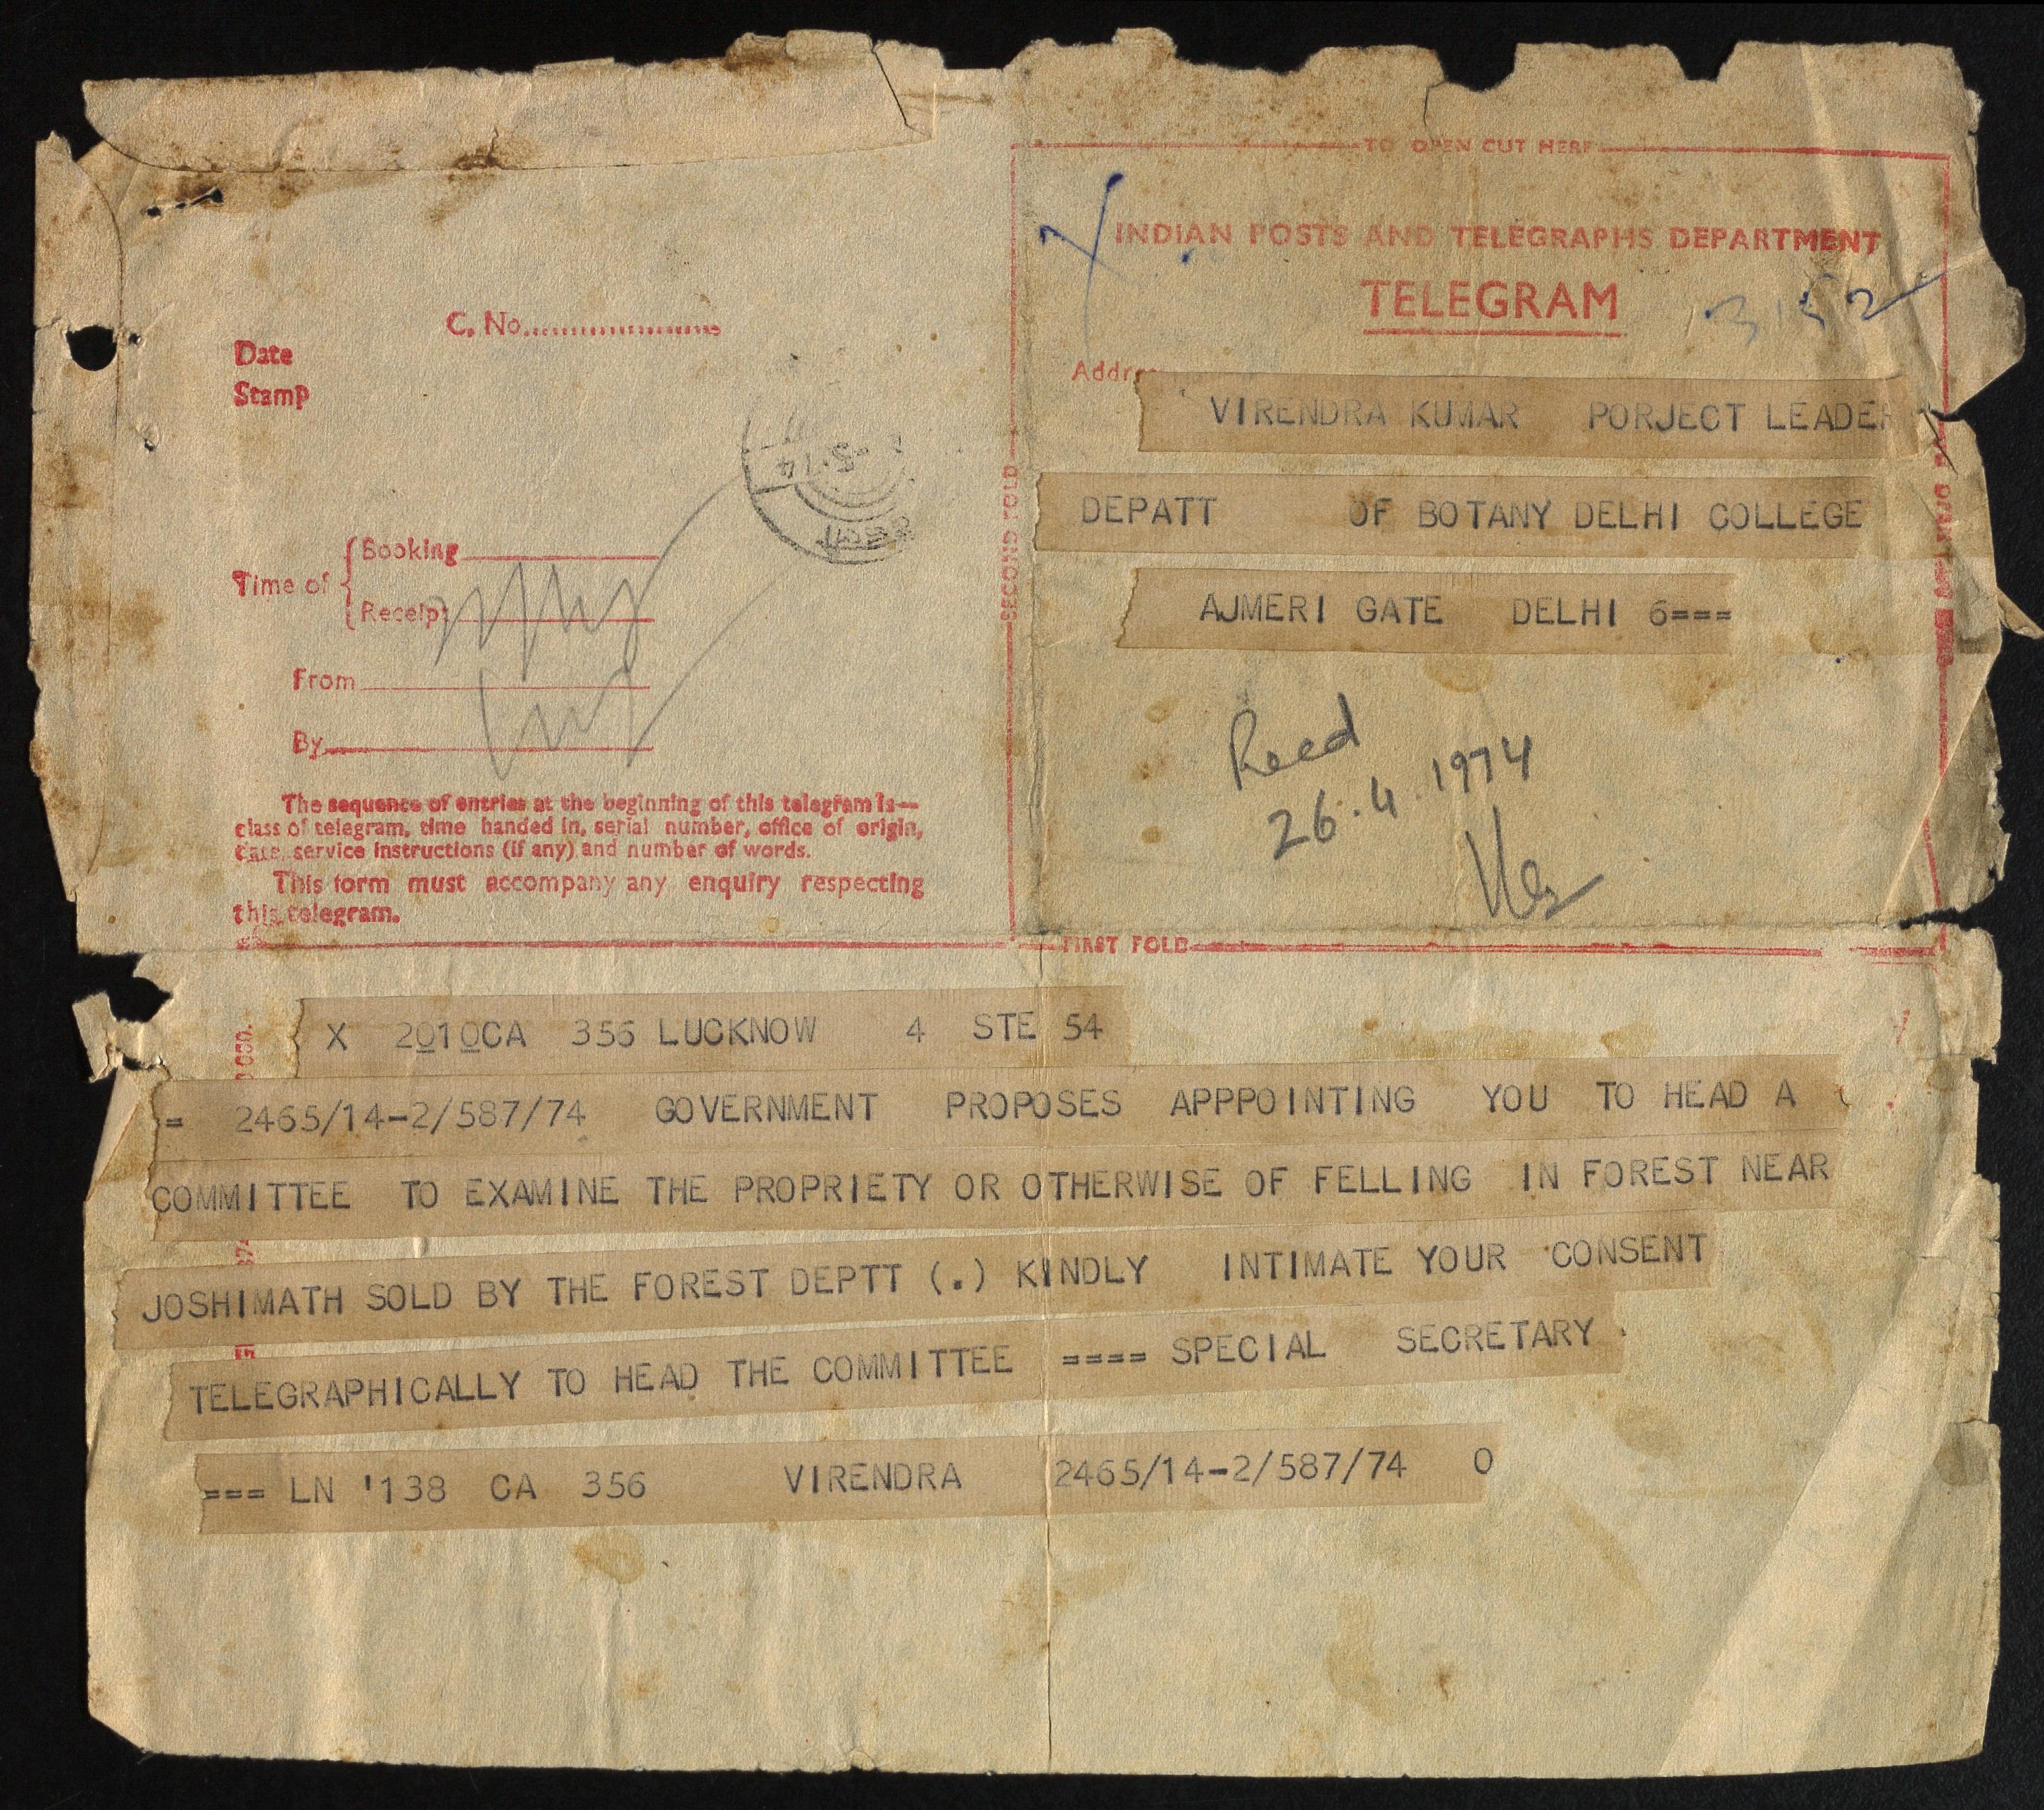 TO OPEN CUT HERE
INDIAN POSTS AND TELEGRAPHS DEPARTMENT
TELEGRAM
C. No.
Date
Stamp
Time of { Booking
Receipt
From
By
The sequence of entries at the beginning of this telegram is—
class of telegram, time handed in, serial number, office of origin,
date, service instructions (if any) and number of words.
This form must accompany any enquiry respecting
this telegram.
SECOND FOLD
VIRENDRA KUMAR PORJECT LEADER
DEPATT OF BOTANY DELHI COLLEGE
AJMERI GATE DELHI 6===
Recd
26.4.1974
FIRST FOLD
X 2010CA 356 LUCKNOW 4 STE 54
= 2465/14-2/587/74 GOVERNMENT PROPOSES APPPOINTING YOU TO HEAD A
COMMITTEE TO EXAMINE THE PROPRIETY OR OTHERWISE OF FELLING IN FOREST NEAR
JOSHIMATH SOLD BY THE FOREST DEPTT (.) KINDLY INTIMATE YOUR CONSENT
TELEGRAPHICALLY TO HEAD THE COMMITTEE ==== SPECIAL SECRETARY
=== LN '138 CA 356 VIRENDRA 2465/14-2/587/74 0